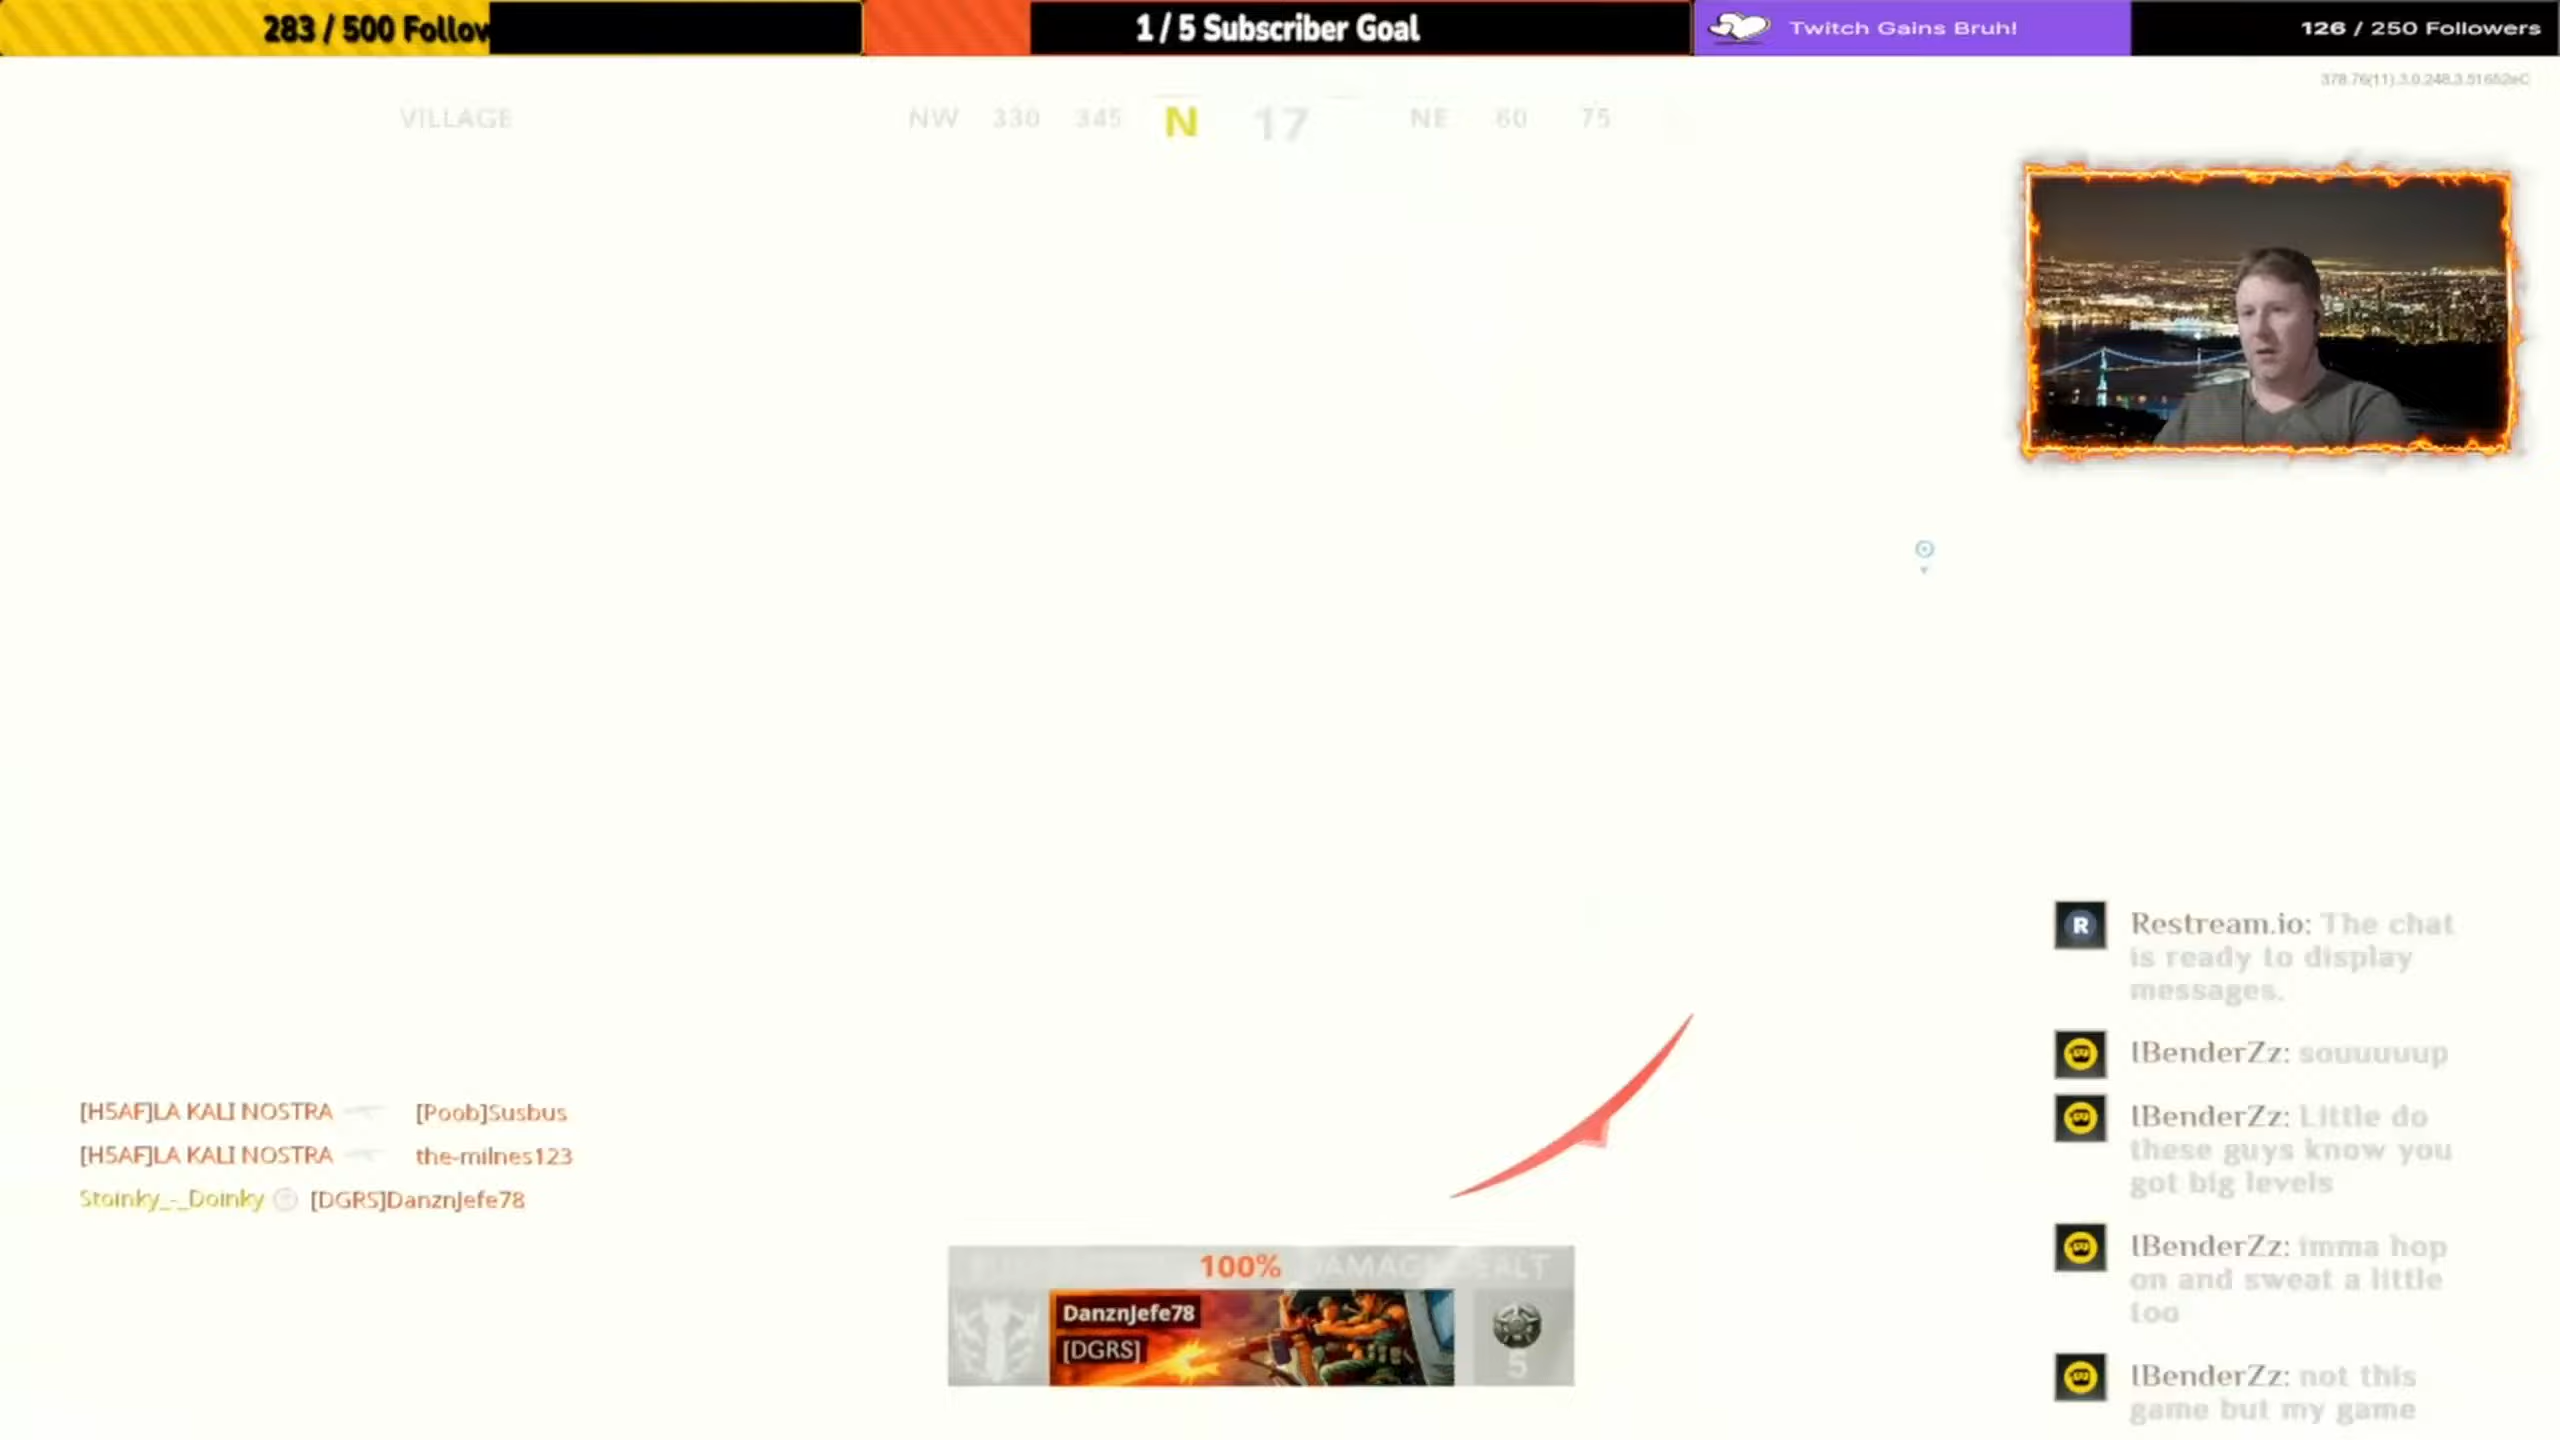 283 / 500 Follow
1 / 5 Subscriber Goal
Twitch Gains Bruh!
126 / 250 Followers
VILLAGE
NW 330 345 N 17 NE 60 75
Restream.io: The chat
is ready to display
messages.
lBenderZz: souuuuup
lBenderZz: Little do
these guys know you
got big levels
lBenderZz: imma hop
on and sweat a little
too
lBenderZz: not this
game but my game
[H5AF]LA KALI NOSTRA [Poob]Susbus
[H5AF]LA KALI NOSTRA the-milnes123
Stoinky_-_Doinky [DGRS]DanznJefe78
100%
DanznJefe78
[DGRS]
5